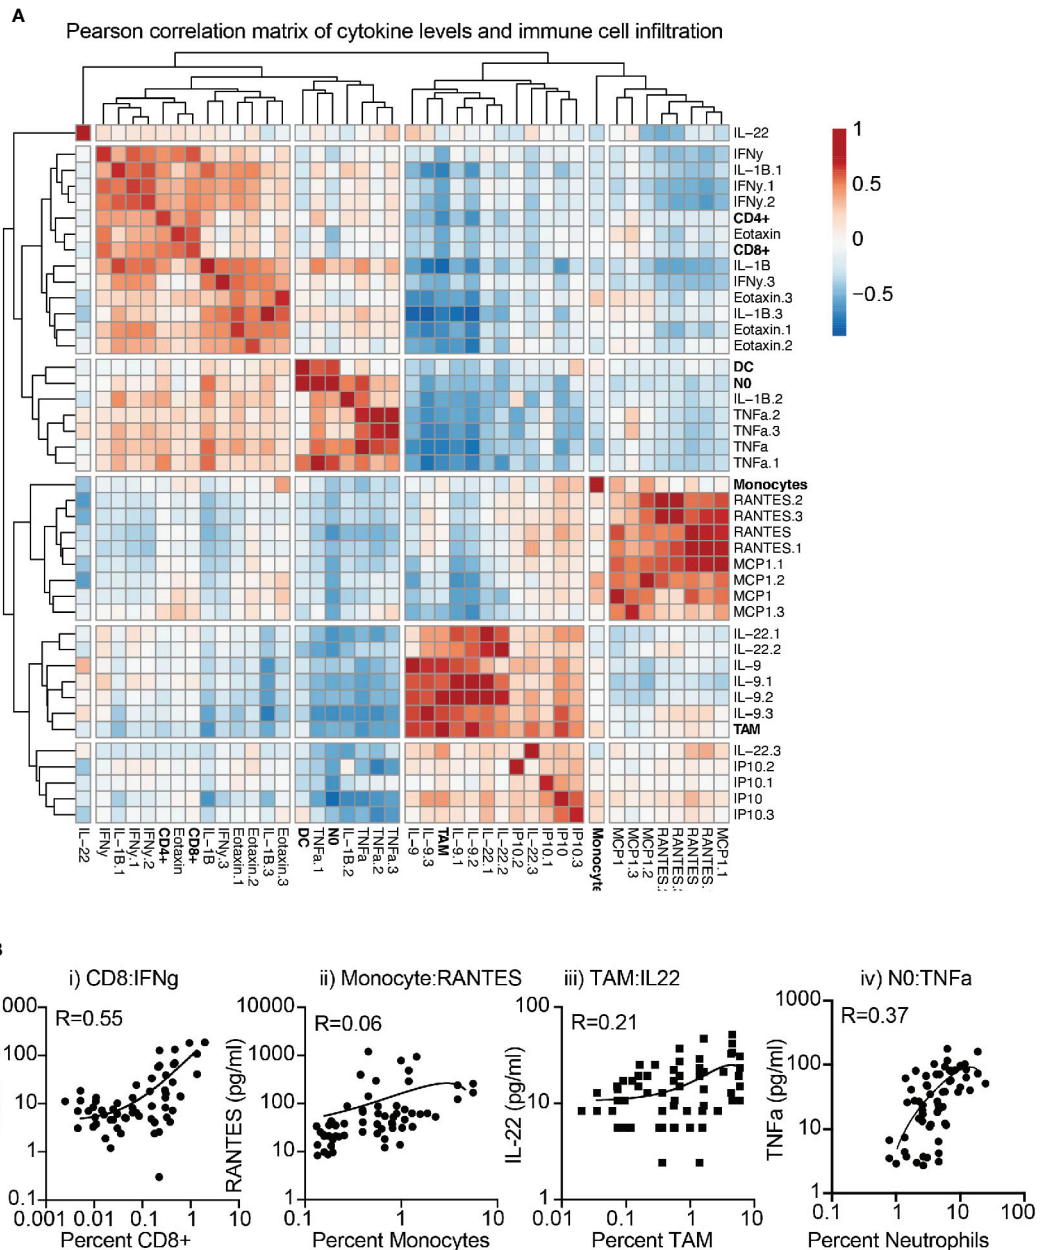 A
Pearson correlation matrix of cytokine levels and immune cell infiltration
IL-22
IFNy
IL-1B.1
IFNy.1
IFNy.2
CD4+
Eotaxin
CD8+
IL-1B
IFNy.3
Eotaxin.3
IL-1B.3
Eotaxin.1
Eotaxin.2
DC
N0
IL-1B.2
TNFa.2
TNFa.3
TNFa
TNFa.1
Monocytes
RANTES.2
RANTES.3
RANTES
RANTES.1
MCP1.1
MCP1.2
MCP1
MCP1.3
IL-22.1
IL-22.2
IL-9
IL-9.1
IL-9.2
IL-9.3
TAM
IL-22.3
IP10.2
IP10.1
IP10
IP10.3
1
0.5
0
-0.5
IL-22
IFNy
IL-1B.1
IFNy.1
IFNy.2
CD4+
Eotaxin
CD8+
IL-1B
IFNy.3
Eotaxin.1
Eotaxin.2
IL-1B.3
Eotaxin.3
DC
TNFa.1
N0
IL-1B.2
TNFa
TNFa.2
TNFa.3
IL-9
IL-9.3
TAM
IL-9.1
IL-9.2
IL-22.1
IL-22.2
IP10.2
IL-22.3
IP10.1
IP10
IP10.3
Monocyte
MCP1
MCP1.3
MCP1.2
RANTES.
RANTES.
RANTES
RANTES.
MCP1.1
i) CD8:IFNg
R=0.55
000
100
10
1
0.1
0.001 0.01 0.1 1 10
Percent CD8+
ii) Monocyte:RANTES
R=0.06
RANTES (pg/ml)
10000
1000
100
10
1
0.1 1 10
Percent Monocytes
iii) TAM:IL22
R=0.21
IL-22 (pg/ml)
100
10
1
0.01 0.1 1 10
Percent TAM
iv) N0:TNFa
R=0.37
TNFa (pg/ml)
1000
100
10
1
0.1 1 10 100
Percent Neutrophils